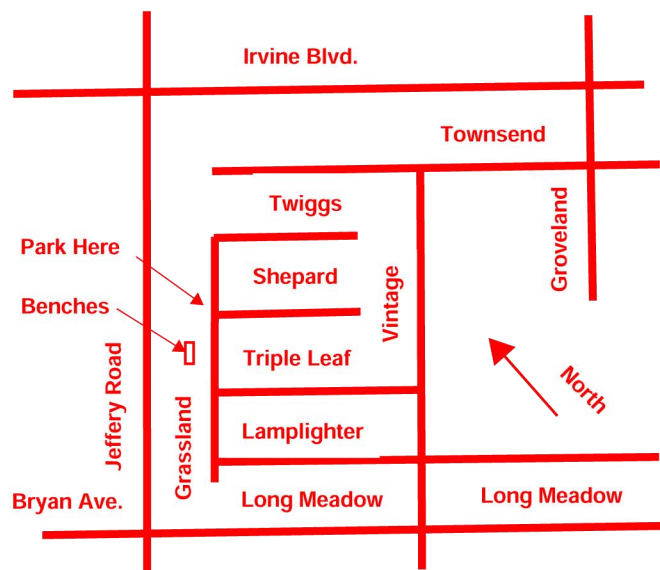 Irvine Blvd.
Townsend
Twiggs
Groveland
Park Here
Shepard
Vintage
Benches
Triple Leaf
Jeffery Road
Grassland
North
Lamplighter
Bryan Ave.
Long Meadow
Long Meadow